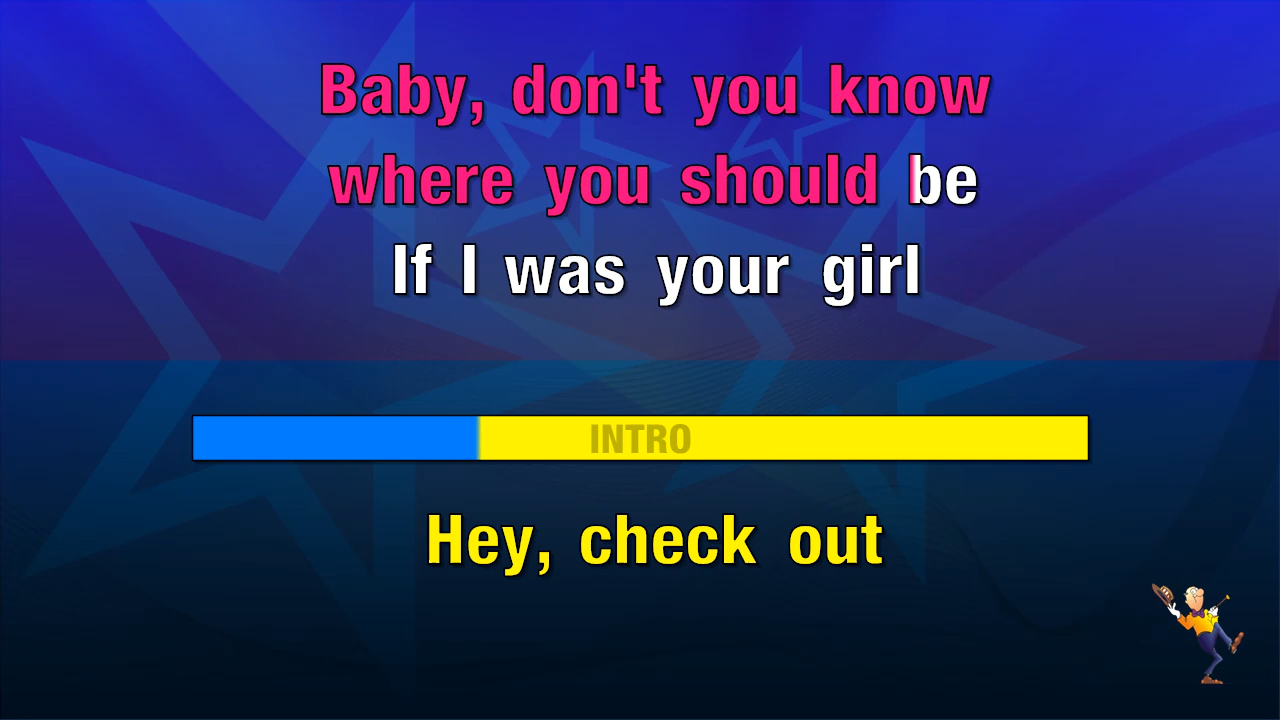 Baby, don't you know
where you should be
If I was your girl
INTRO
Hey, check out